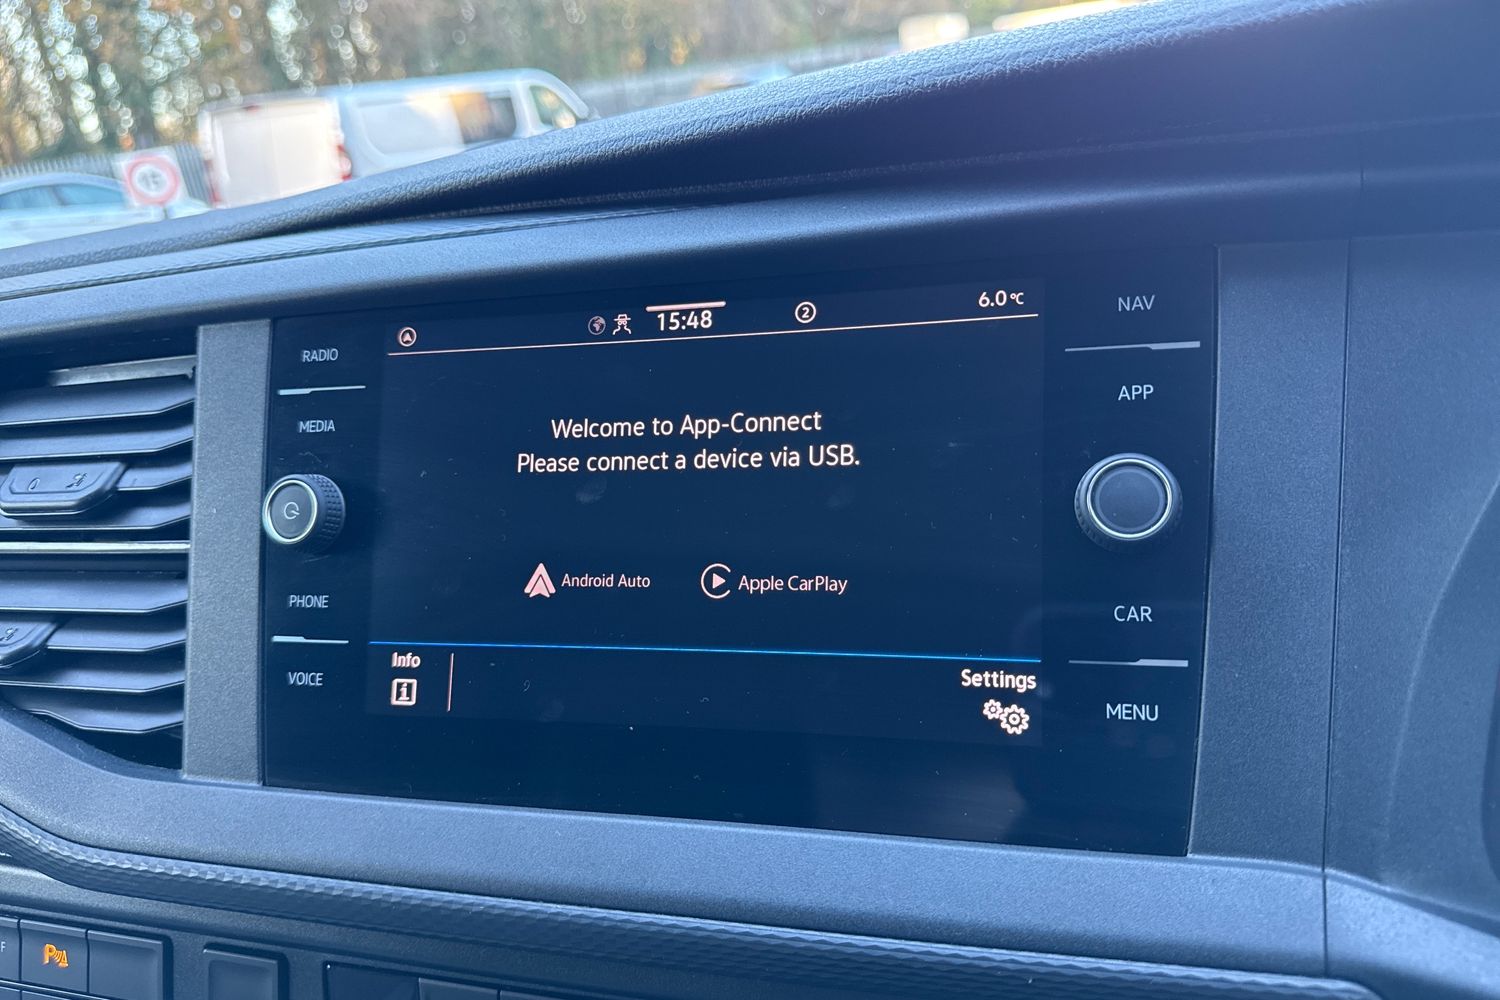 15:48
2
6.0 °C
RADIO
MEDIA
PHONE
VOICE
Welcome to App-Connect
Please connect a device via USB.
Android Auto
Apple CarPlay
Info
i
Settings
NAV
APP
CAR
MENU
F
P